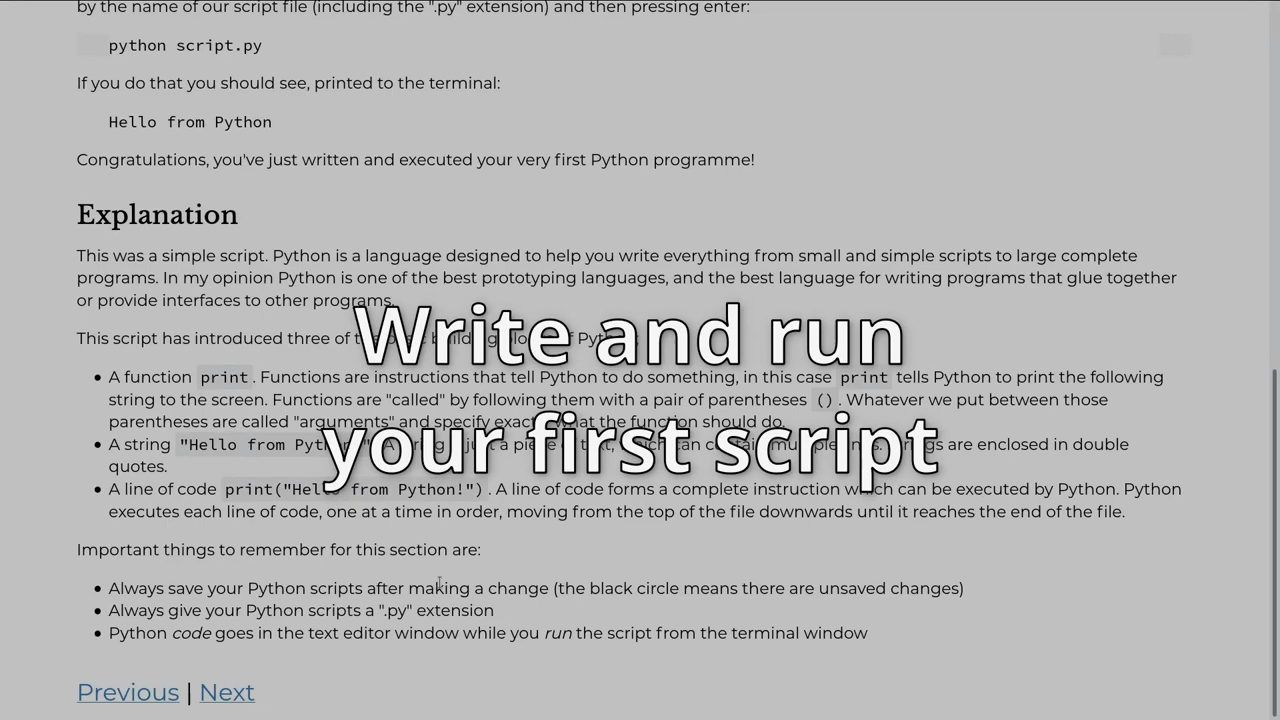 by the name of our script file (including the ".py" extension) and then pressing enter:
python script.py
If you do that you should see, printed to the terminal:
Hello from Python
Congratulations, you've just written and executed your very first Python programme!
Explanation
This was a simple script. Python is a language designed to help you write everything from small and simple scripts to large complete
programs. In my opinion Python is one of the best prototyping languages, and the best language for writing programs that glue together
or provide interfaces to other programs.
Write and run
your first script
This script has introduced three of
A function print. Functions are instructions that tell Python to do something, in this case print tells Python to print the following
string to the screen. Functions are "called" by following them with a pair of parentheses (). Whatever we put between those
parentheses are called "arguments" and specify what the function should do.
A string "Hello from are enclosed in double
quotes.
A line of code print("Hello from Python!"). A line of code forms a complete instruction which can be executed by Python. Python
executes each line of code, one at a time in order, moving from the top of the file downwards until it reaches the end of the file.
Important things to remember for this section are:
Always save your Python scripts after making a change (the black circle means there are unsaved changes)
Always give your Python scripts a ".py" extension
Python code goes in the text editor window while you run the script from the terminal window
Previous | Next